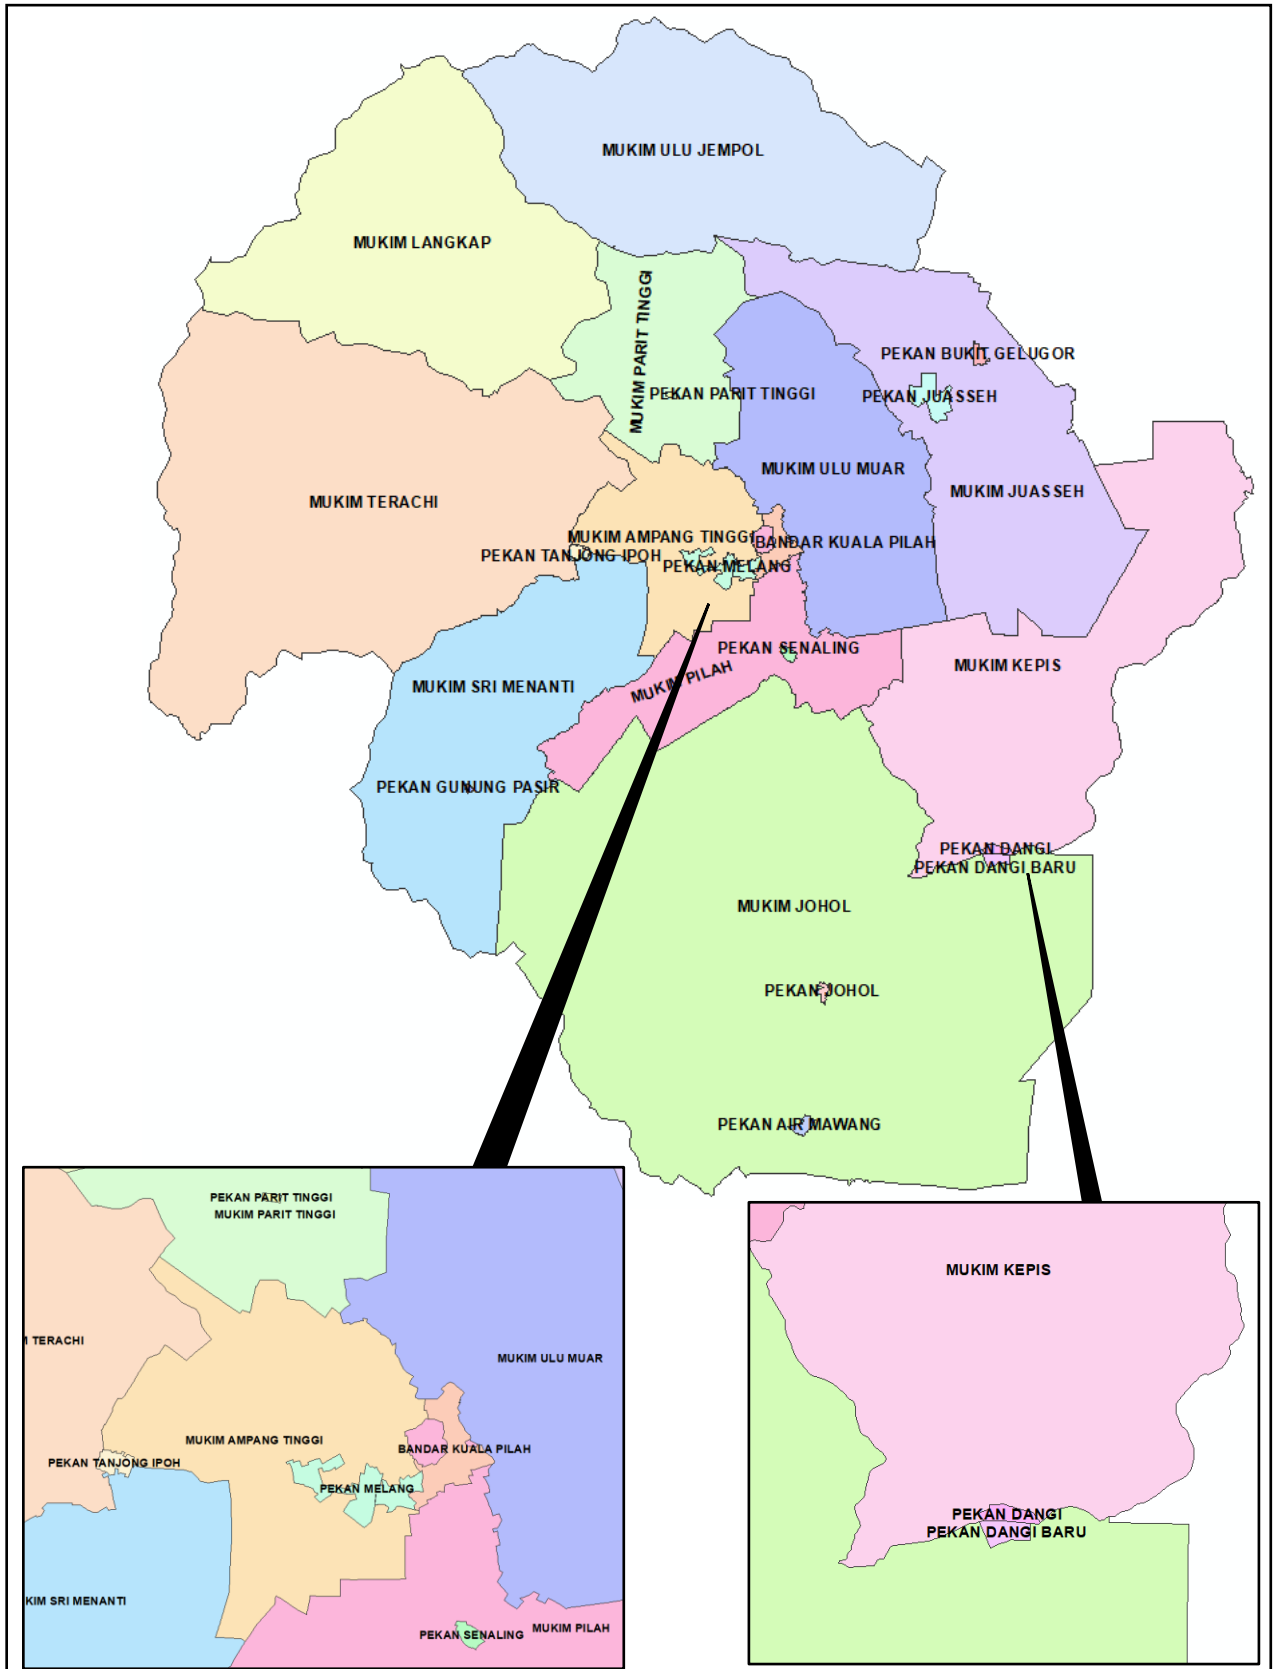 MUKIM ULU JEMPOL
MUKIM LANGKAP
MUKIM PARIT TINGGI
PEKAN BUKIT GELUGOR
PEKAN PARIT TINGGI
PEKAN JUASSEH
MUKIM ULU MUAR
MUKIM JUASSEH
MUKIM TERACHI
MUKIM AMPANG TINGGI
BANDAR KUALA PILAH
PEKAN TANJONG IPOH
PEKAN MELANG
PEKAN SENALING
MUKIM KEPIS
MUKIM PILAH
MUKIM SRI MENANTI
PEKAN GUNUNG PASIR
PEKAN DANGI
PEKAN DANGI BARU
MUKIM JOHOL
PEKAN JOHOL
PEKAN AIR MAWANG
PEKAN PARIT TINGGI
MUKIM PARIT TINGGI
M TERACHI
MUKIM ULU MUAR
MUKIM AMPANG TINGGI
BANDAR KUALA PILAH
PEKAN TANJONG IPOH
PEKAN MELANG
KIM SRI MENANTI
PEKAN SENALING
MUKIM PILAH
MUKIM KEPIS
PEKAN DANGI
PEKAN DANGI BARU